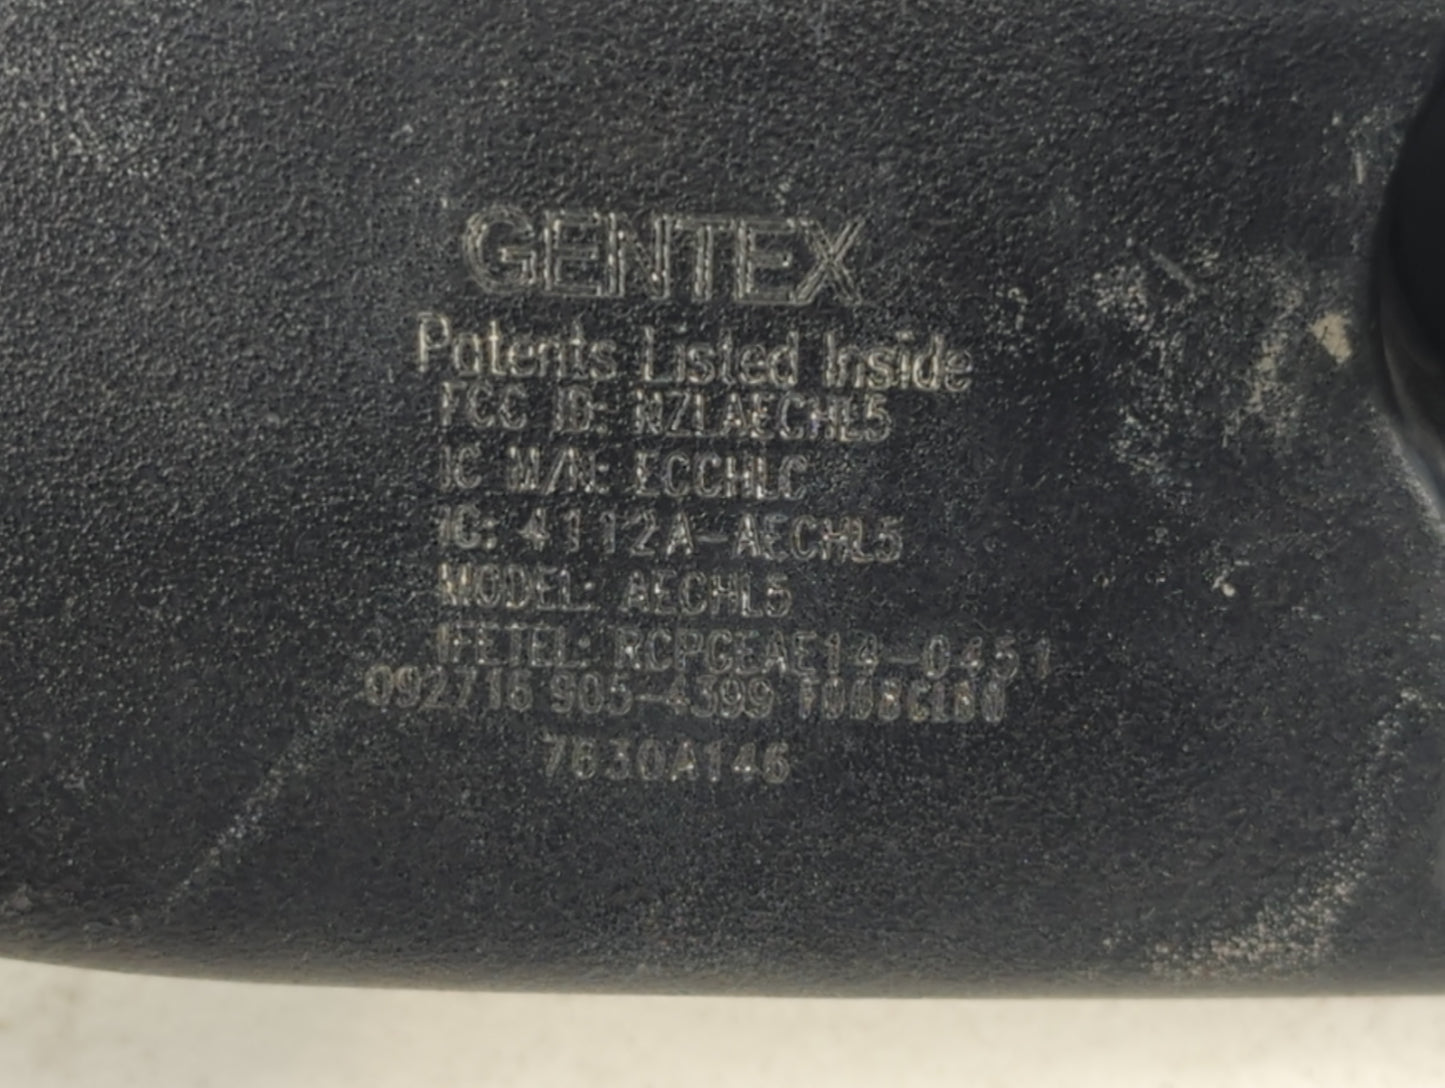 GENTEX
Patents Listed Inside
FCC ID: NZLAECHL5
IC M/N: ECCHLC
IC: 4112A-AECHL5
MODEL: AECHL5
IFETEL: RCPGEAE14-0451
092716 905-4399
7630A146